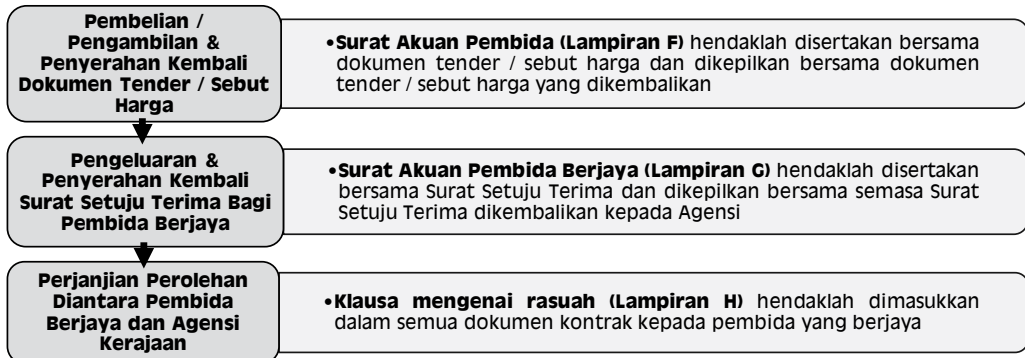 Pembelian /
Pengambilan &
Penyerahan Kembali
Dokumen Tender / Sebut
Harga
•Surat Akuan Pembida (Lampiran F) hendaklah disertakan bersama
dokumen tender / sebut harga dan dikepilkan bersama dokumen
tender / sebut harga yang dikembalikan
Pengeluaran &
Penyerahan Kembali
Surat Setuju Terima Bagi
Pembida Berjaya
•Surat Akuan Pembida Berjaya (Lampiran G) hendaklah disertakan
bersama Surat Setuju Terima dan dikepilkan bersama semasa Surat
Setuju Terima dikembalikan kepada Agensi
Perjanjian Perolehan
Diantara Pembida
Berjaya dan Agensi
Kerajaan
•Klausa mengenai rasuah (Lampiran H) hendaklah dimasukkan
dalam semua dokumen kontrak kepada pembida yang berjaya